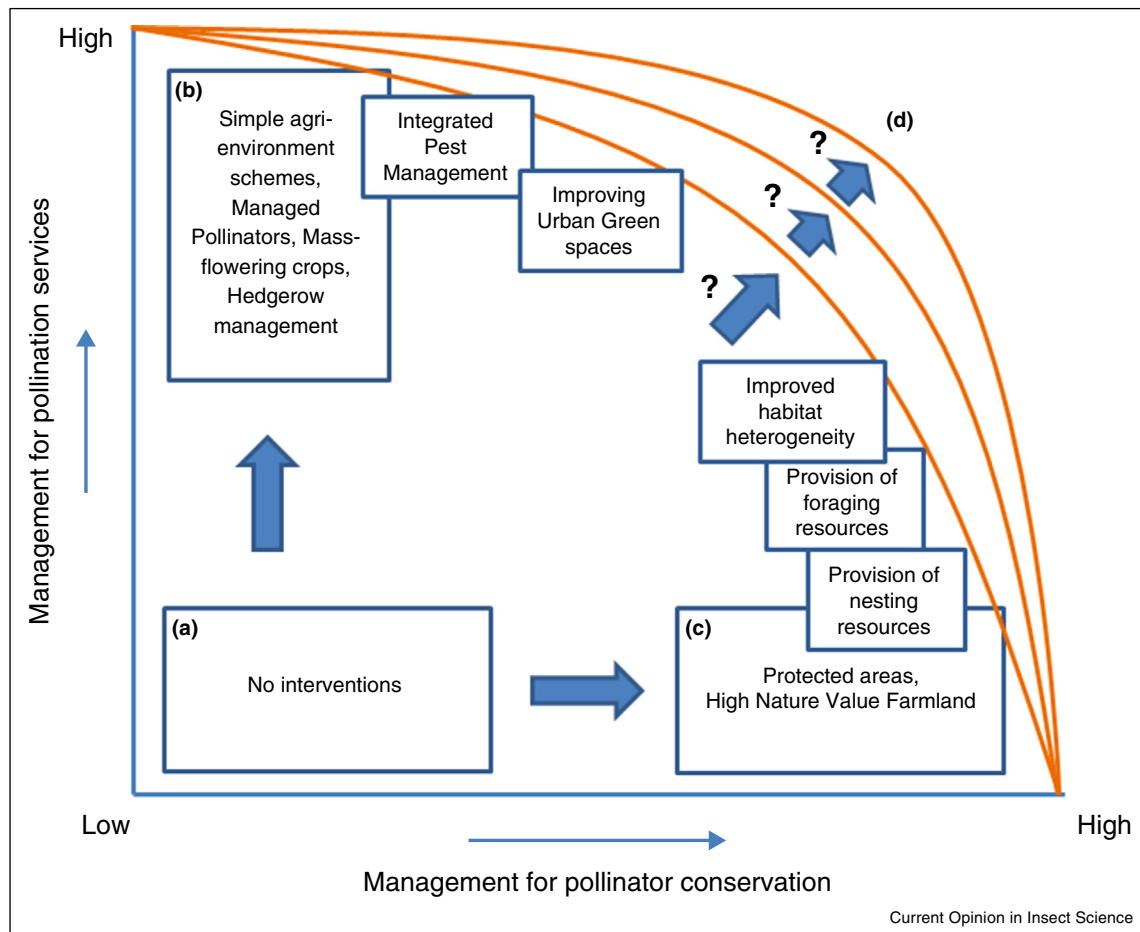 High
Management for pollination services
(b)
Simple agri-
environment
schemes,
Managed
Pollinators, Mass-
flowering crops,
Hedgerow
management
Integrated
Pest
Management
Improving
Urban Green
spaces
(d)
?
?
?
Improved
habitat
heterogeneity
Provision of
foraging
resources
Provision of
nesting
resources
(a)
No interventions
(c)
Protected areas,
High Nature Value Farmland
Low
High
Management for pollinator conservation
Current Opinion in Insect Science